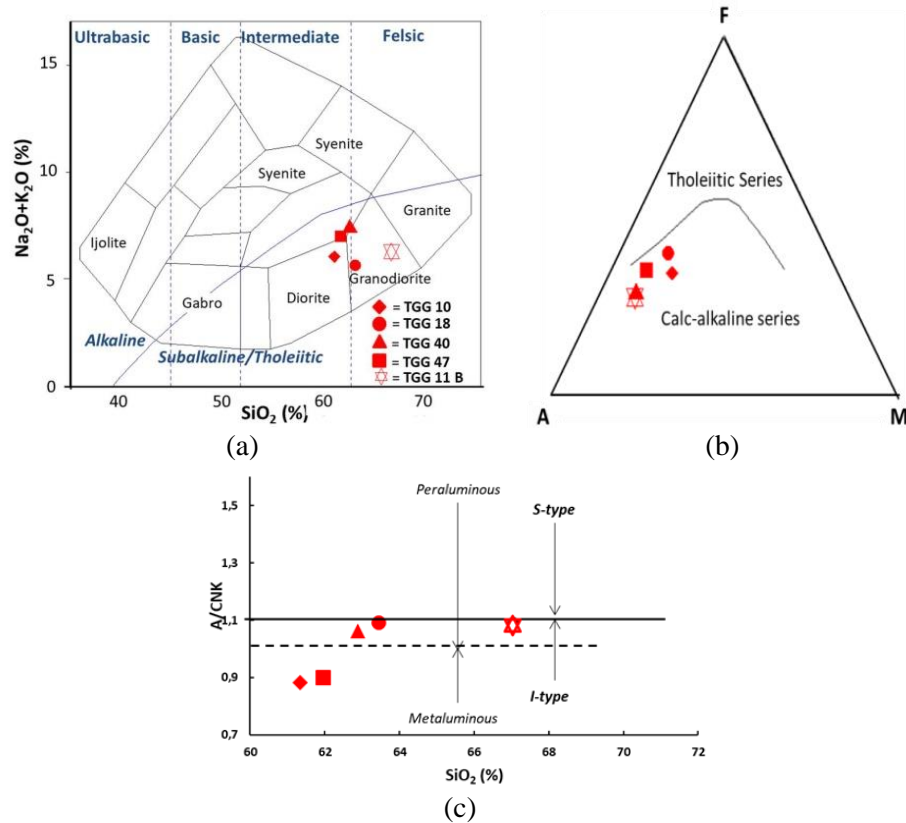 Ultrabasic Basic Intermediate Felsic
15
10
5
0
Na₂O+K₂O (%)
Syenite
Syenite
Granite
Ijolite
Granodiorite
Gabro
Diorite
Alkaline
Subalkaline/Tholeiitic
= TGG 10
= TGG 18
= TGG 40
= TGG 47
= TGG 11 B
40 60 70
SiO₂ (%)
(a)
F
Tholeiitic Series
Calc-alkaline series
A
M
(b)
1,5
1,3
1,1
0,9
0,7
A/CNK
Peraluminous
S-type
Metaluminous
I-type
60 62 64 66 68 70 72
SiO₂ (%)
(c)